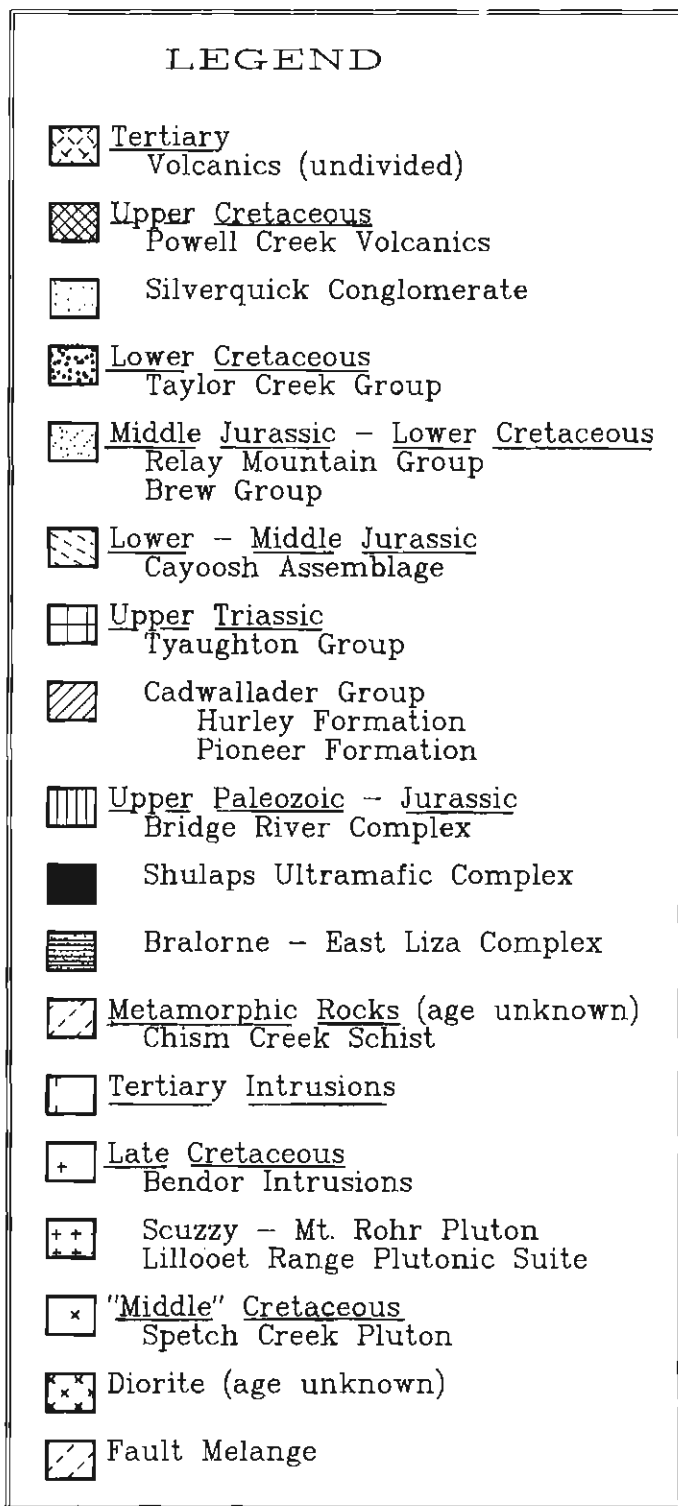 LEGEND
Tertiary
Volcanics (undivided)
Upper Cretaceous
Powell Creek Volcanics
Silverquick Conglomerate
Lower Cretaceous
Taylor Creek Group
Middle Jurassic – Lower Cretaceous
Relay Mountain Group
Brew Group
Lower – Middle Jurassic
Cayoosh Assemblage
Upper Triassic
Tyaughton Group
Cadwallader Group
Hurley Formation
Pioneer Formation
Upper Paleozoic – Jurassic
Bridge River Complex
Shulaps Ultramafic Complex
Bralorne – East Liza Complex
Metamorphic Rocks (age unknown)
Chism Creek Schist
Tertiary Intrusions
Late Cretaceous
Bendor Intrusions
Scuzzy – Mt. Rohr Pluton
Lillooet Range Plutonic Suite
"Middle" Cretaceous
Spetch Creek Pluton
Diorite (age unknown)
Fault Melange